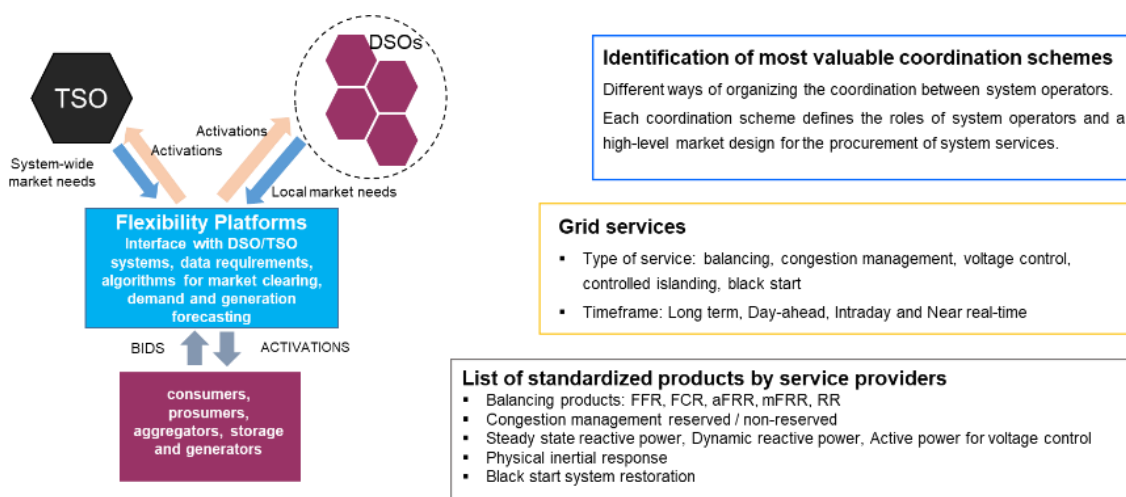 TSO
DSOs
Activations
Activations
System-wide
market needs
Local market needs
Flexibility Platforms
Interface with DSO/TSO
systems, data requirements,
algorithms for market clearing,
demand and generation
forecasting
BIDS
ACTIVATIONS
consumers,
prosumers,
aggregators, storage
and generators
Identification of most valuable coordination schemes
Different ways of organizing the coordination between system operators.
Each coordination scheme defines the roles of system operators and a
high-level market design for the procurement of system services.
Grid services
▪ Type of service: balancing, congestion management, voltage control,
controlled islanding, black start
▪ Timeframe: Long term, Day-ahead, Intraday and Near real-time
List of standardized products by service providers
▪ Balancing products: FFR, FCR, aFRR, mFRR, RR
▪ Congestion management reserved / non-reserved
▪ Steady state reactive power, Dynamic reactive power, Active power for voltage control
▪ Physical inertial response
▪ Black start system restoration